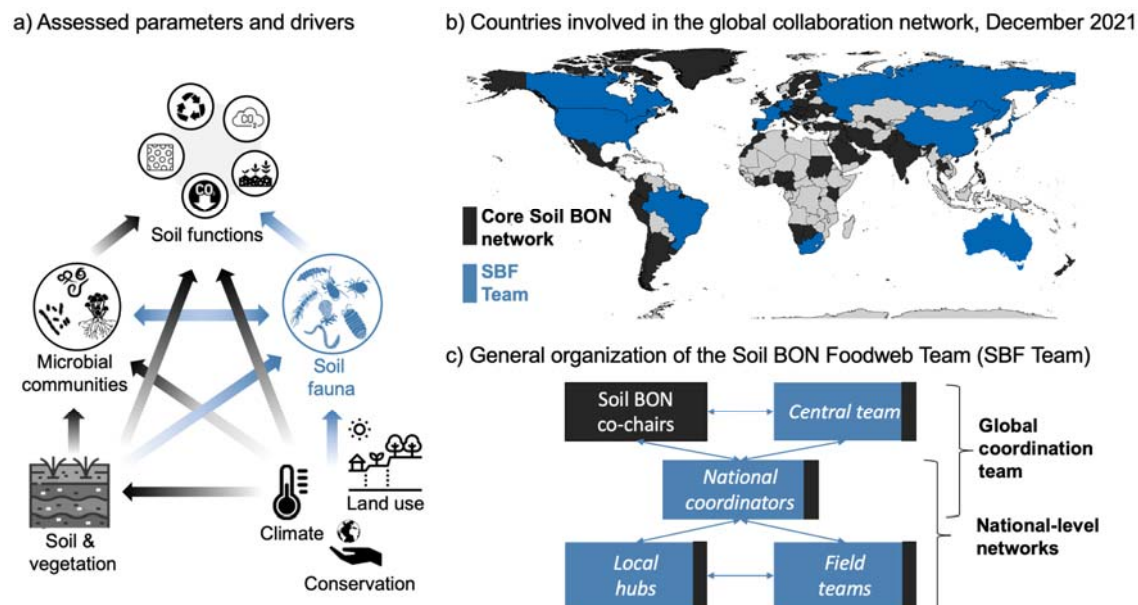 a) Assessed parameters and drivers
CO₂
CO₂
Soil functions
Microbial
communities
Soil
fauna
Soil &
vegetation
Climate
Land use
Conservation
b) Countries involved in the global collaboration network, December 2021
Core Soil BON
network
SBF
Team
c) General organization of the Soil BON Foodweb Team (SBF Team)
Soil BON
co-chairs
Central team
National
coordinators
Local
hubs
Field
teams
Global
coordination
team
National-level
networks